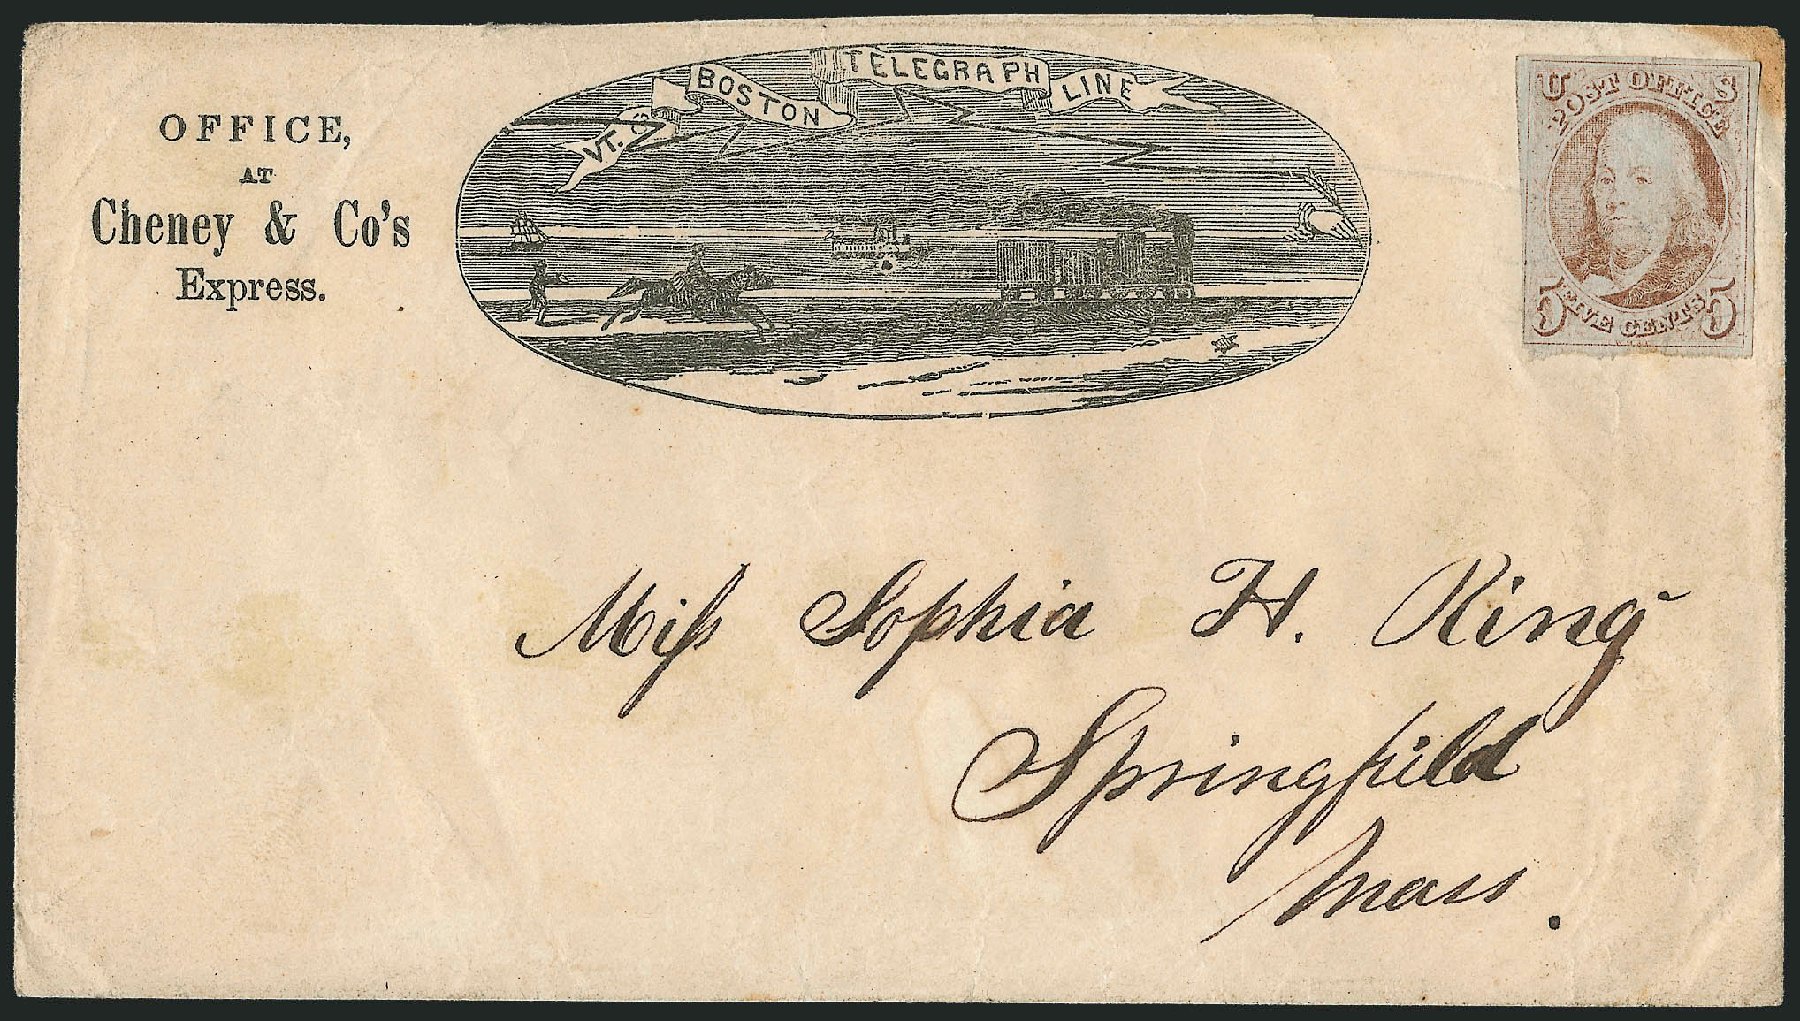 OFFICE,
AT
Cheney & Co's
Express.
VT. & BOSTON TELEGRAPH LINE
U S
POST OFFICE
5 FIVE CENTS 5
Miſs Sophia H. King
Springfield
Mass.